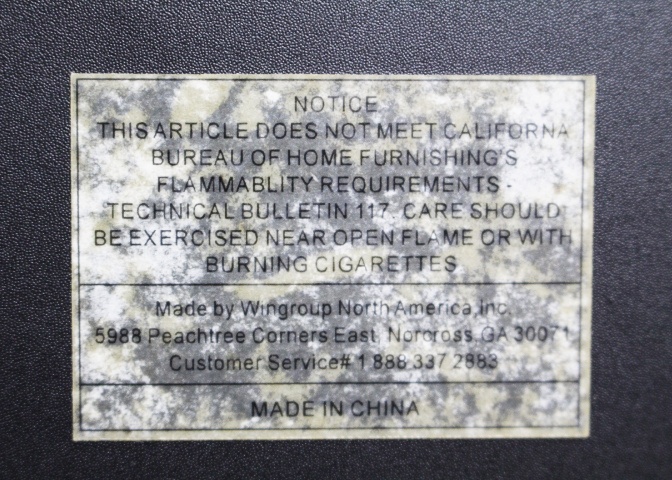 NOTICE
THIS ARTICLE DOES NOT MEET CALIFORNA
BUREAU OF HOME FURNISHING'S
FLAMMABLITY REQUIREMENTS -
TECHNICAL BULLETIN 117. CARE SHOULD
BE EXERCISED NEAR OPEN FLAME OR WITH
BURNING CIGARETTES
Made by Wingroup North America,Inc.
5988 Peachtree Corners East, Norcross,GA 30071
Customer Service# 1 888 337 2883
MADE IN CHINA